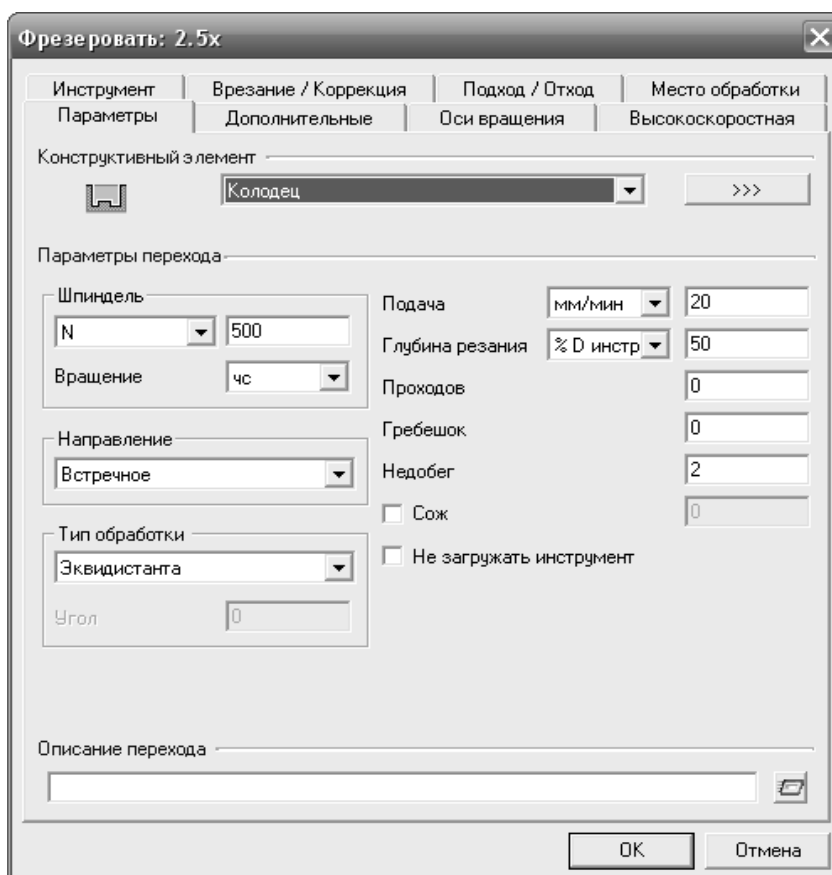 Фрезеровать: 2.5x
Инструмент Врезание / Коррекция Подход / Отход Место обработки
Параметры Дополнительные Оси вращения Высокоскоростная
Конструктивный элемент
Колодец >>>
Параметры перехода
Шпиндель
N 500
Вращение чс
Направление
Встречное
Тип обработки
Эквидистанта
Угол 0
Подача мм/мин 20
Глубина резания % D инстр 50
Проходов 0
Гребешок 0
Недобег 2
Сож 0
Не загружать инструмент
Описание перехода
OK Отмена